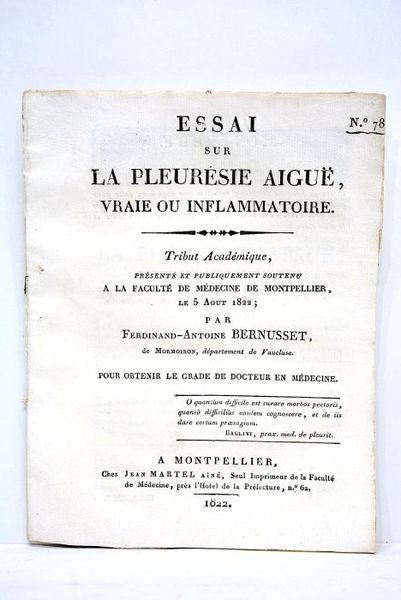 ESSAI
N.º 78
SUR
LA PLEURÉSIE AIGUË,
VRAIE OU INFLAMMATOIRE.
Tribut Académique,
PRÉSENTÉ ET PUBLIQUEMENT SOUTENU
A LA FACULTÉ DE MÉDECINE DE MONTPELLIER,
LE 5 AOUT 1822;
PAR
FERDINAND-ANTOINE BERNUSSET,
de MORMOIRON, département de Vaucluse.
POUR OBTENIR LE GRADE DE DOCTEUR EN MÉDECINE.
O quantùm difficile est curare morbos pectoris,
quancò difficiliùs eautem cognoscere, et de iis
dare certum præsagium.
BAGLIVI, prax. med. de pleurit.
A MONTPELLIER,
Chez JEAN MARTEL AÎNÉ, Seul Imprimeur de la Faculté
de Médecine, près l'Hotel de la Préfecture, n.º 62,
1822.